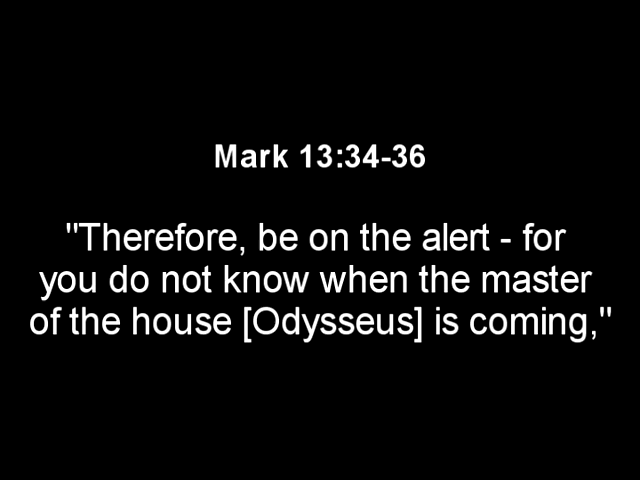 Mark 13:34-36
"Therefore, be on the alert - for
you do not know when the master
of the house [Odysseus] is coming,"